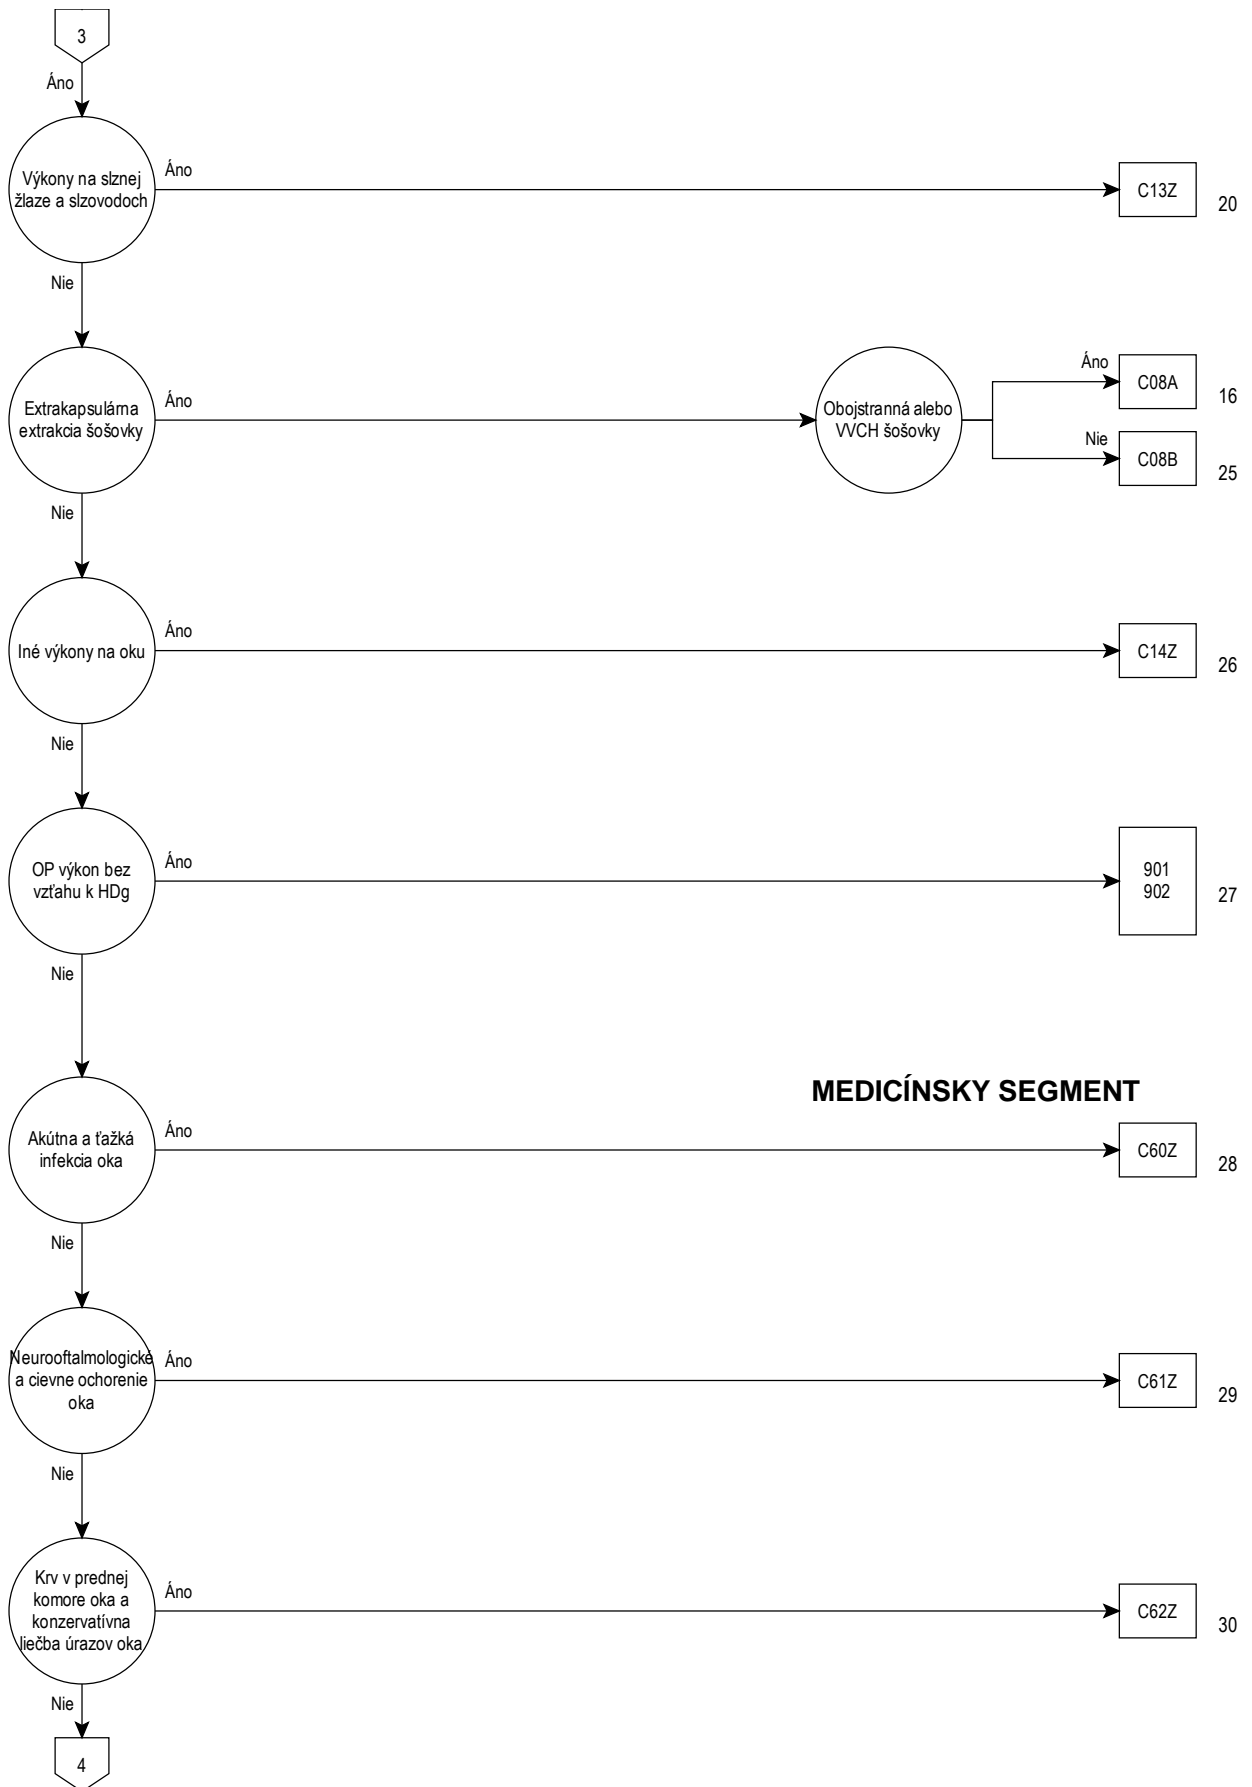 3
Áno
Výkony na slznej
žlaze a slzovodoch
Áno
C13Z
20
Nie
Extrakapsulárna
extrakcia šošovky
Áno
Obojstranná alebo
VVCH šošovky
Áno
C08A
16
Nie
C08B
25
Nie
Iné výkony na oku
Áno
C14Z
26
Nie
OP výkon bez
vzťahu k HDg
Áno
901
902
27
Nie
MEDICÍNSKY SEGMENT
Akútna a ťažká
infekcia oka
Áno
C60Z
28
Nie
Neurooftalmologické
a cievne ochorenie
oka
Áno
C61Z
29
Nie
Krv v prednej
komore oka a
konzervatívna
liečba úrazov oka
Áno
C62Z
30
Nie
4